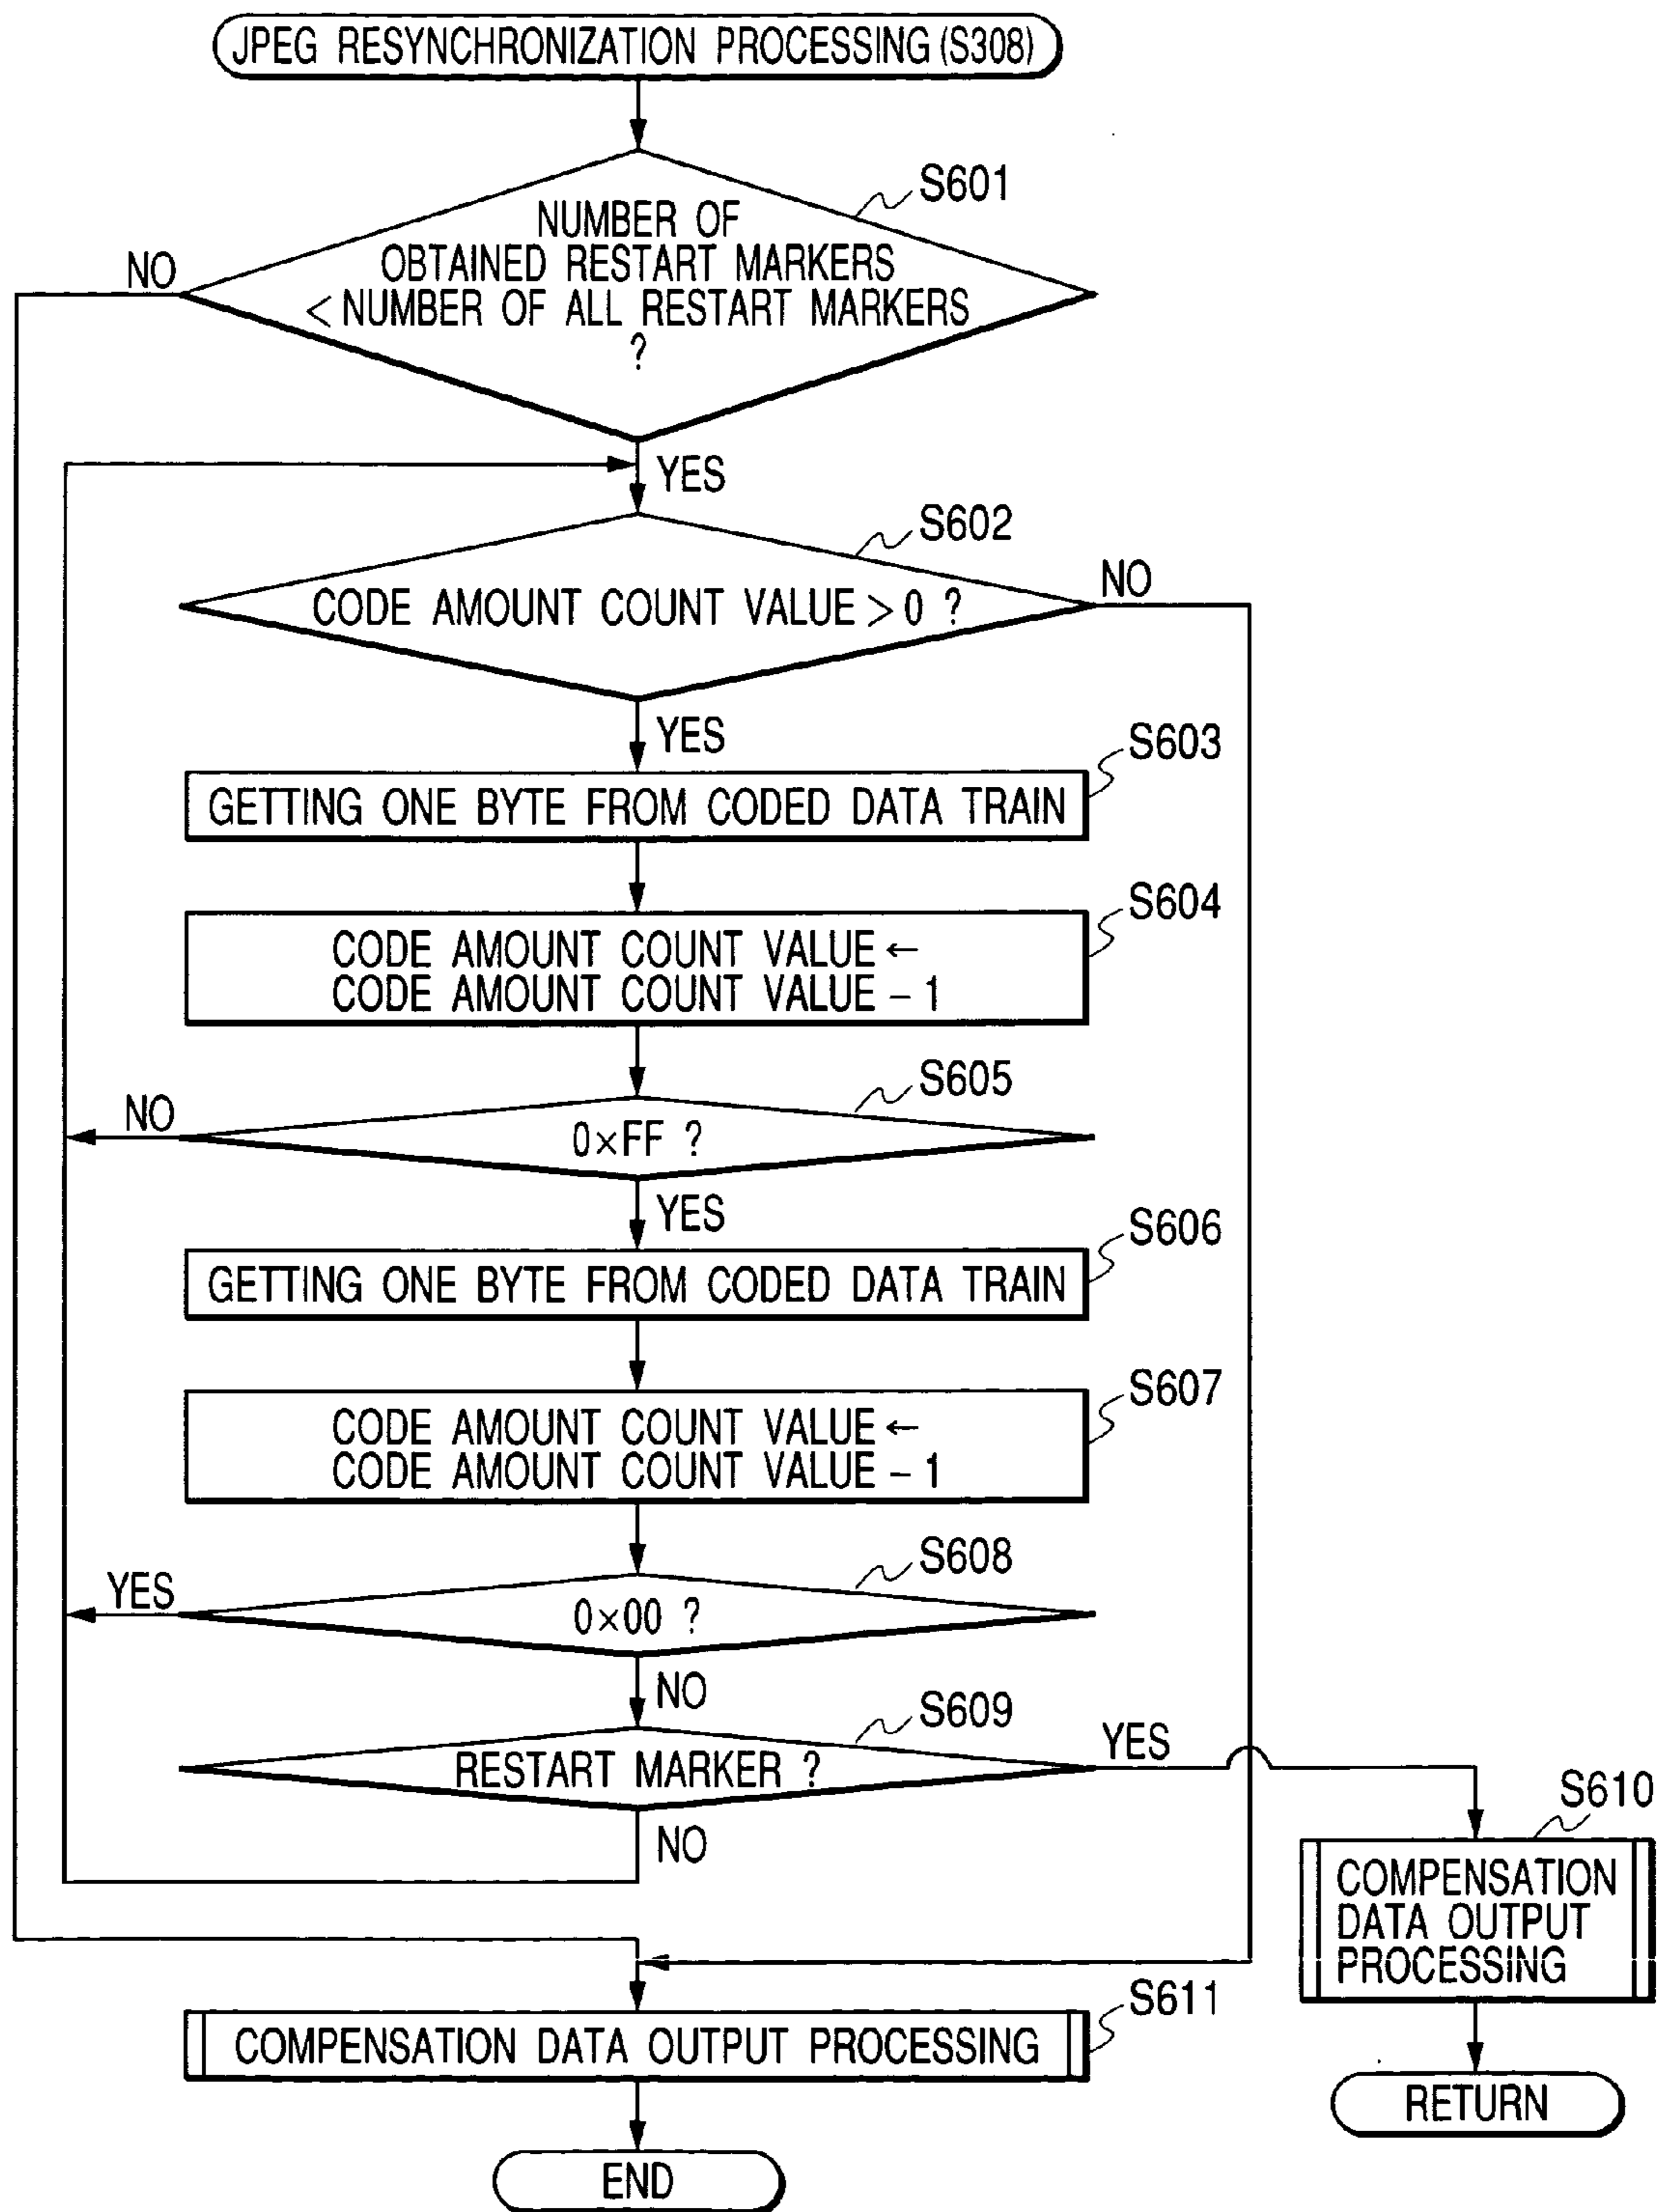 JPEG RESYNCHRONIZATION PROCESSING (S308)
S601
NUMBER OF
OBTAINED RESTART MARKERS
< NUMBER OF ALL RESTART MARKERS
?
NO
YES
S602
CODE AMOUNT COUNT VALUE > 0 ?
NO
YES
S603
GETTING ONE BYTE FROM CODED DATA TRAIN
S604
CODE AMOUNT COUNT VALUE ←
CODE AMOUNT COUNT VALUE – 1
S605
NO
0×FF ?
YES
S606
GETTING ONE BYTE FROM CODED DATA TRAIN
S607
CODE AMOUNT COUNT VALUE ←
CODE AMOUNT COUNT VALUE – 1
S608
YES
0×00 ?
NO
S609
RESTART MARKER ?
YES
NO
S610
COMPENSATION
DATA OUTPUT
PROCESSING
S611
COMPENSATION DATA OUTPUT PROCESSING
RETURN
END